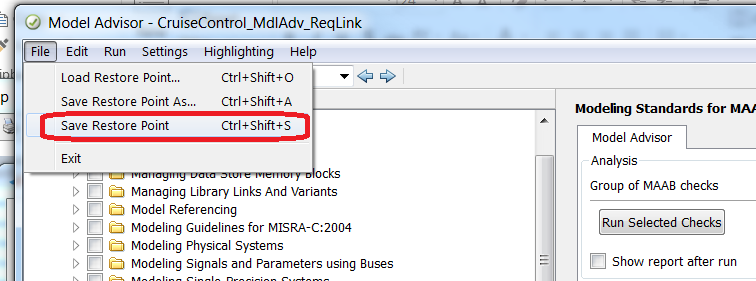 Model Advisor - CruiseControl_MdlAdv_ReqLink
File Edit Run Settings Highlighting Help
Load Restore Point... Ctrl+Shift+O
Save Restore Point As... Ctrl+Shift+A
Save Restore Point Ctrl+Shift+S
Exit
Managing Data Store Memory Blocks
Managing Library Links And Variants
Model Referencing
Modeling Guidelines for MISRA-C:2004
Modeling Physical Systems
Modeling Signals and Parameters using Buses
Modeling Single-Precision Systems
Modeling Standards for MAA
Model Advisor
Analysis
Group of MAAB checks
Run Selected Checks
Show report after run